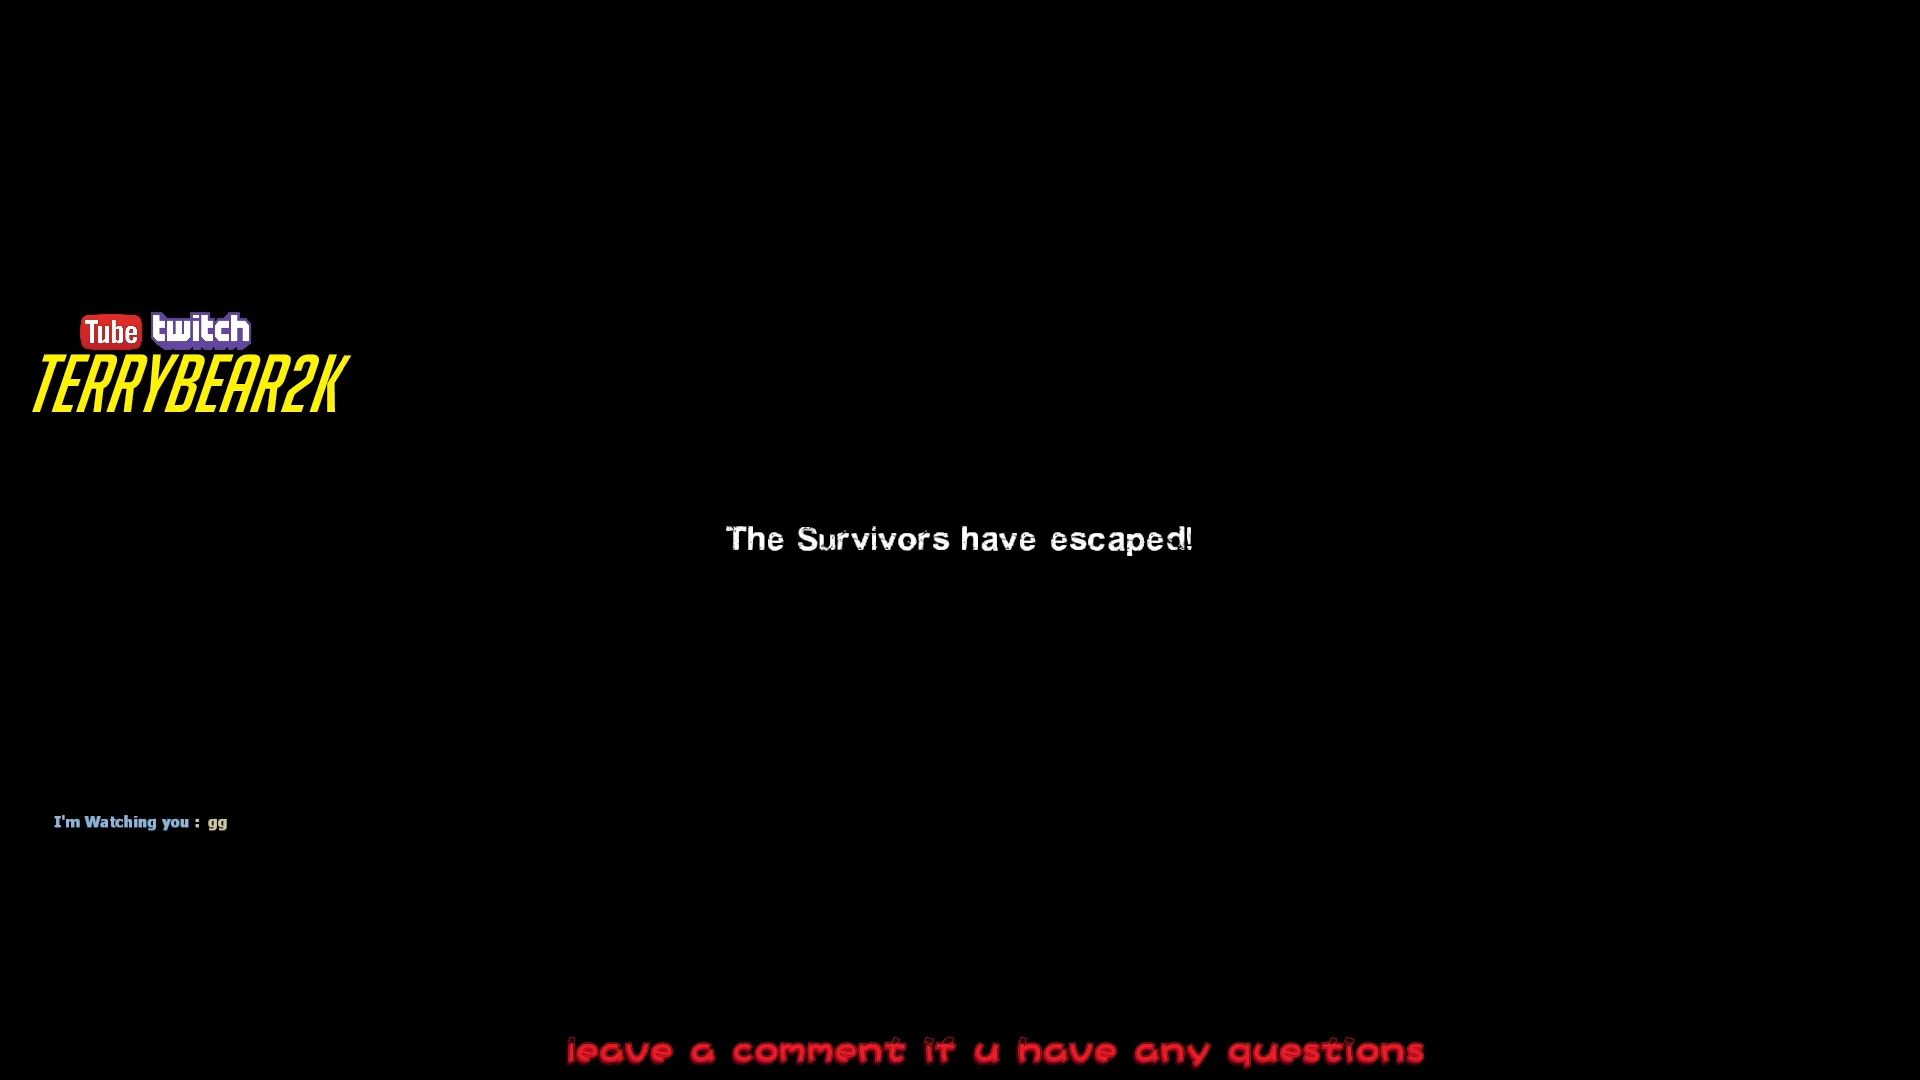 Tube twitch
TERRYBEAR2K
The Survivors have escaped!
I'm Watching you : gg
leave a comment if u have any questions